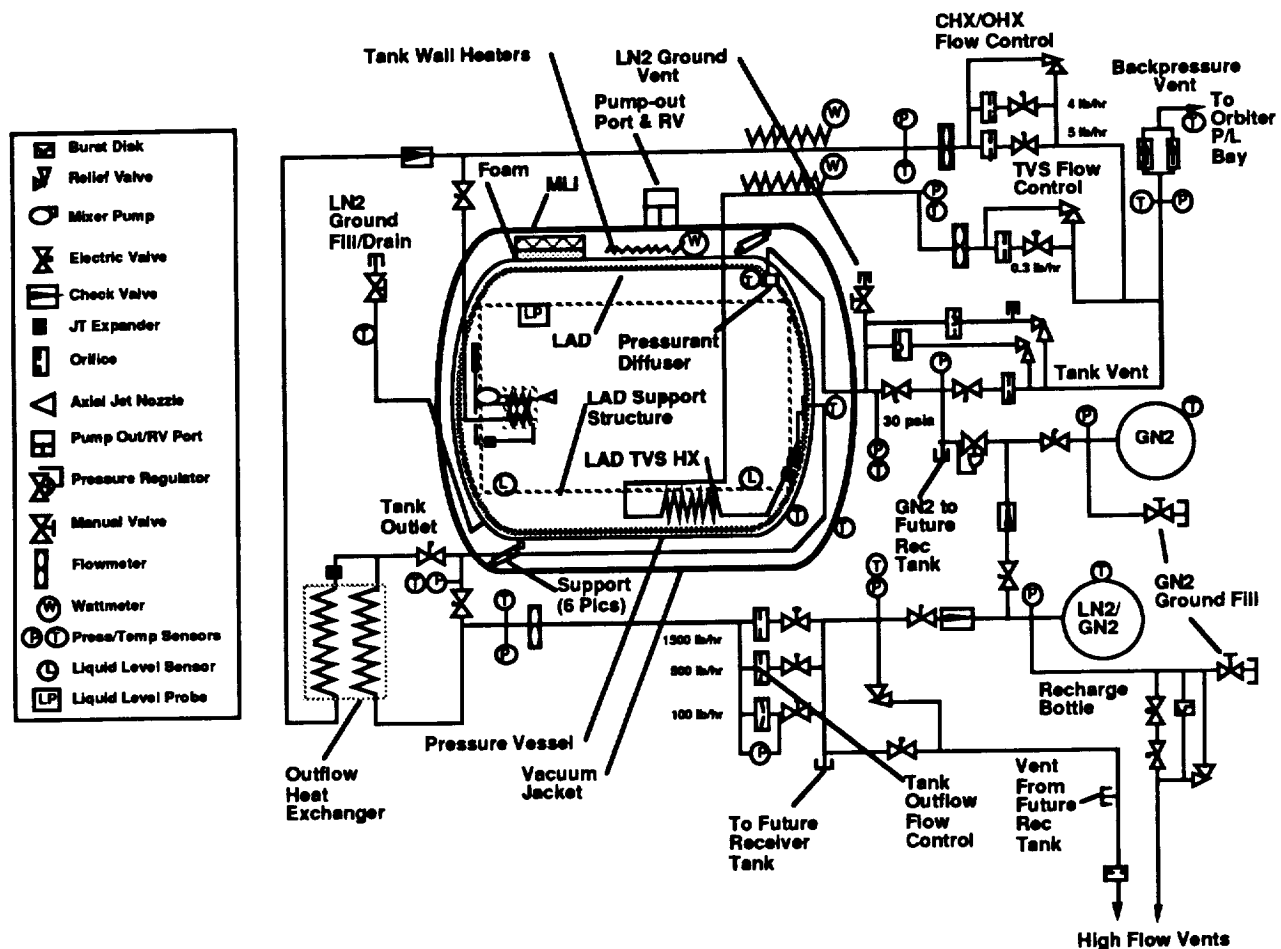 CHX/OHX
Flow Control
Tank Wall Heaters
LN2 Ground
Vent
Backpressure
Vent
Pump-out
Port & RV
W
P
T
4 lb/hr
5 lb/hr
To
Orbiter
P/L
Bay
T
Burst Disk
Relief Valve
Mixer Pump
Electric Valve
Check Valve
JT Expander
Orifice
Axial Jet Nozzle
Pump Out/RV Port
Pressure Regulator
Manual Valve
Flowmeter
W
Wattmeter
P
T
Press/Temp Sensors
L
Liquid Level Sensor
LP
Liquid Level Probe
Foam
MLI
W
TVS Flow
Control
LN2
Ground
Fill/Drain
P
T
T
P
W
0.3 lb/hr
T
T
LP
LAD
Pressurant
Diffuser
P
Tank Vent
LAD Support
Structure
30 psia
T
P
T
P
T
GN2
LAD TVS HX
L
L
Tank
Outlet
T
T
GN2 to
Future
Rec
Tank
T
P
GN2
Ground Fill
T
Support
(6 Plcs)
T
P
P
T
LN2/
GN2
1500 lb/hr
500 lb/hr
100 lb/hr
P
Recharge
Bottle
Pressure Vessel
Vacuum
Jacket
Outflow
Heat
Exchanger
Tank
Outflow
Flow
Control
Vent
From
Future
Rec
Tank
To Future
Receiver
Tank
High Flow Vents